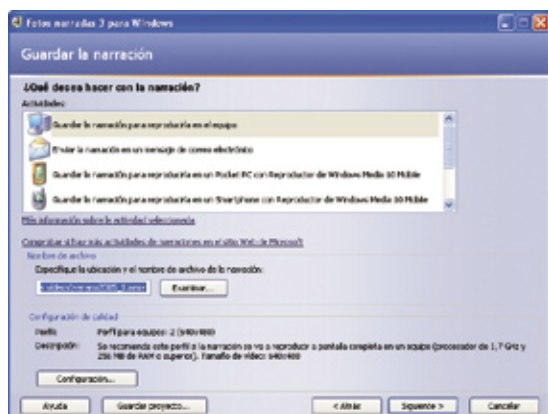 Fotos narradas 3 para Windows
Guardar la narración
¿Qué desea hacer con la narración?
Actividades:
Guardar la narración para reproducirla en el equipo
Enviar la narración en un mensaje de correo electrónico
Guardar la narración para reproducirla en un Pocket PC con Reproductor de Windows Media 10 Mobile
Guardar la narración para reproducirla en un Smartphone con Reproductor de Windows Media 10 Mobile
Más información sobre la actividad seleccionada
Comprobar si hay más actividades de narraciones en el sitio Web de Microsoft
Nombre de archivo
Especifique la ubicación y el nombre de archivo de la narración:
Examinar...
Configuración de calidad
Perfil: Perfil para equipos: 2 (640x480)
Descripción: Se recomienda este perfil si la narración se va a reproducir a pantalla completa en un equipo (procesador de 1,7 GHz y
256 MB de RAM o superior). Tamaño de vídeo: 640x480
Configuración...
Ayuda Guardar proyecto... < Atrás Siguiente > Cancelar